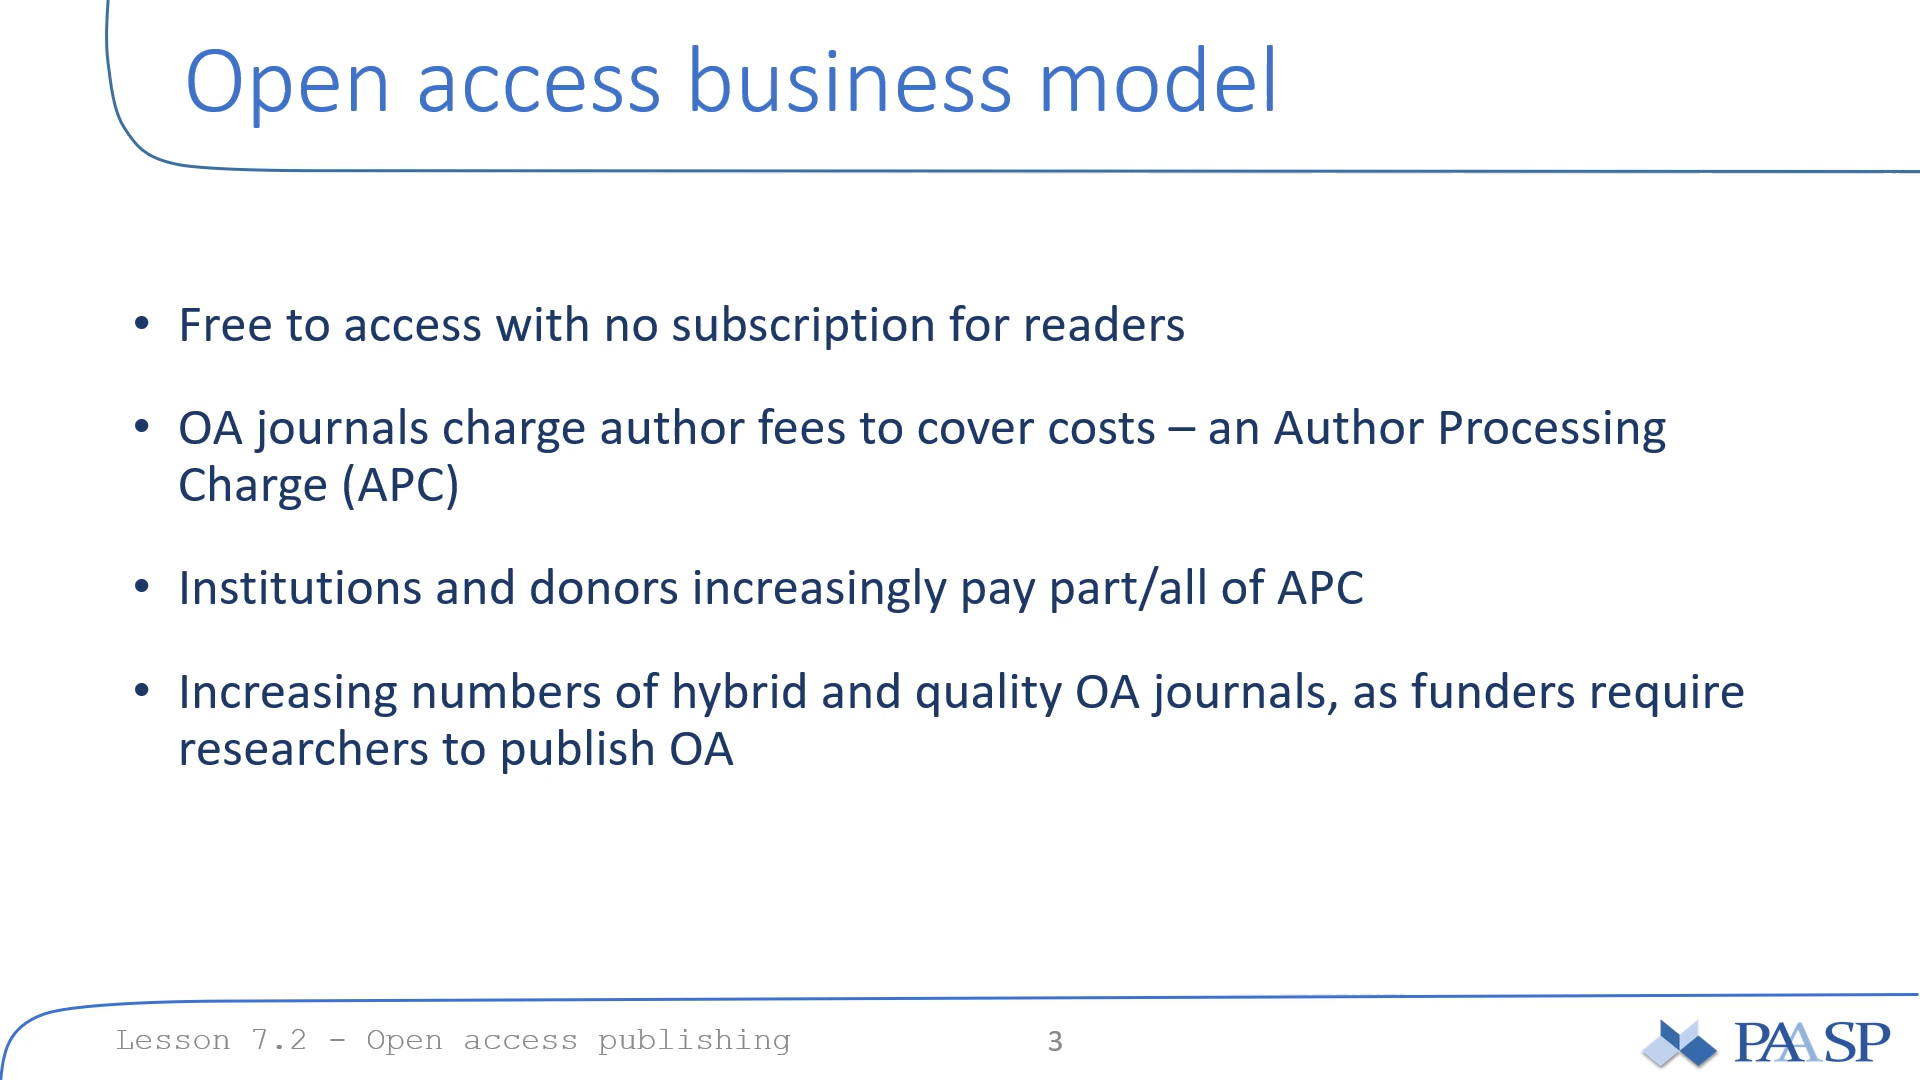 Open access business model
• Free to access with no subscription for readers
• OA journals charge author fees to cover costs – an Author Processing
Charge (APC)
• Institutions and donors increasingly pay part/all of APC
• Increasing numbers of hybrid and quality OA journals, as funders require
researchers to publish OA
Lesson 7.2 - Open access publishing
3
PAASP